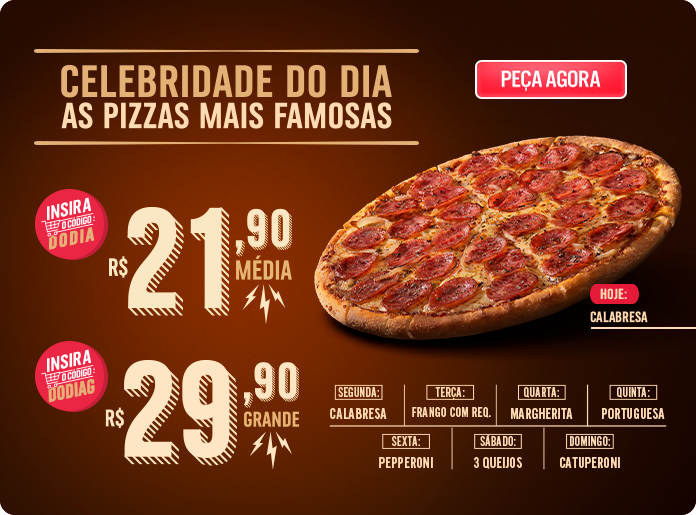 CELEBRIDADE DO DIA
AS PIZZAS MAIS FAMOSAS
PEÇA AGORA
INSIRA
O CÓDIGO
DODIA
R$ 21,90
MÉDIA
HOJE:
CALABRESA
INSIRA
O CÓDIGO
DODIAG
R$ 29,90
GRANDE
SEGUNDA:
CALABRESA
TERCA:
FRANGO COM REQ.
QUARTA:
MARGHERITA
QUINTA:
PORTUGUESA
SEXTA:
PEPPERONI
SÁBADO:
3 QUEIJOS
DOMINGO:
CATUPERONI